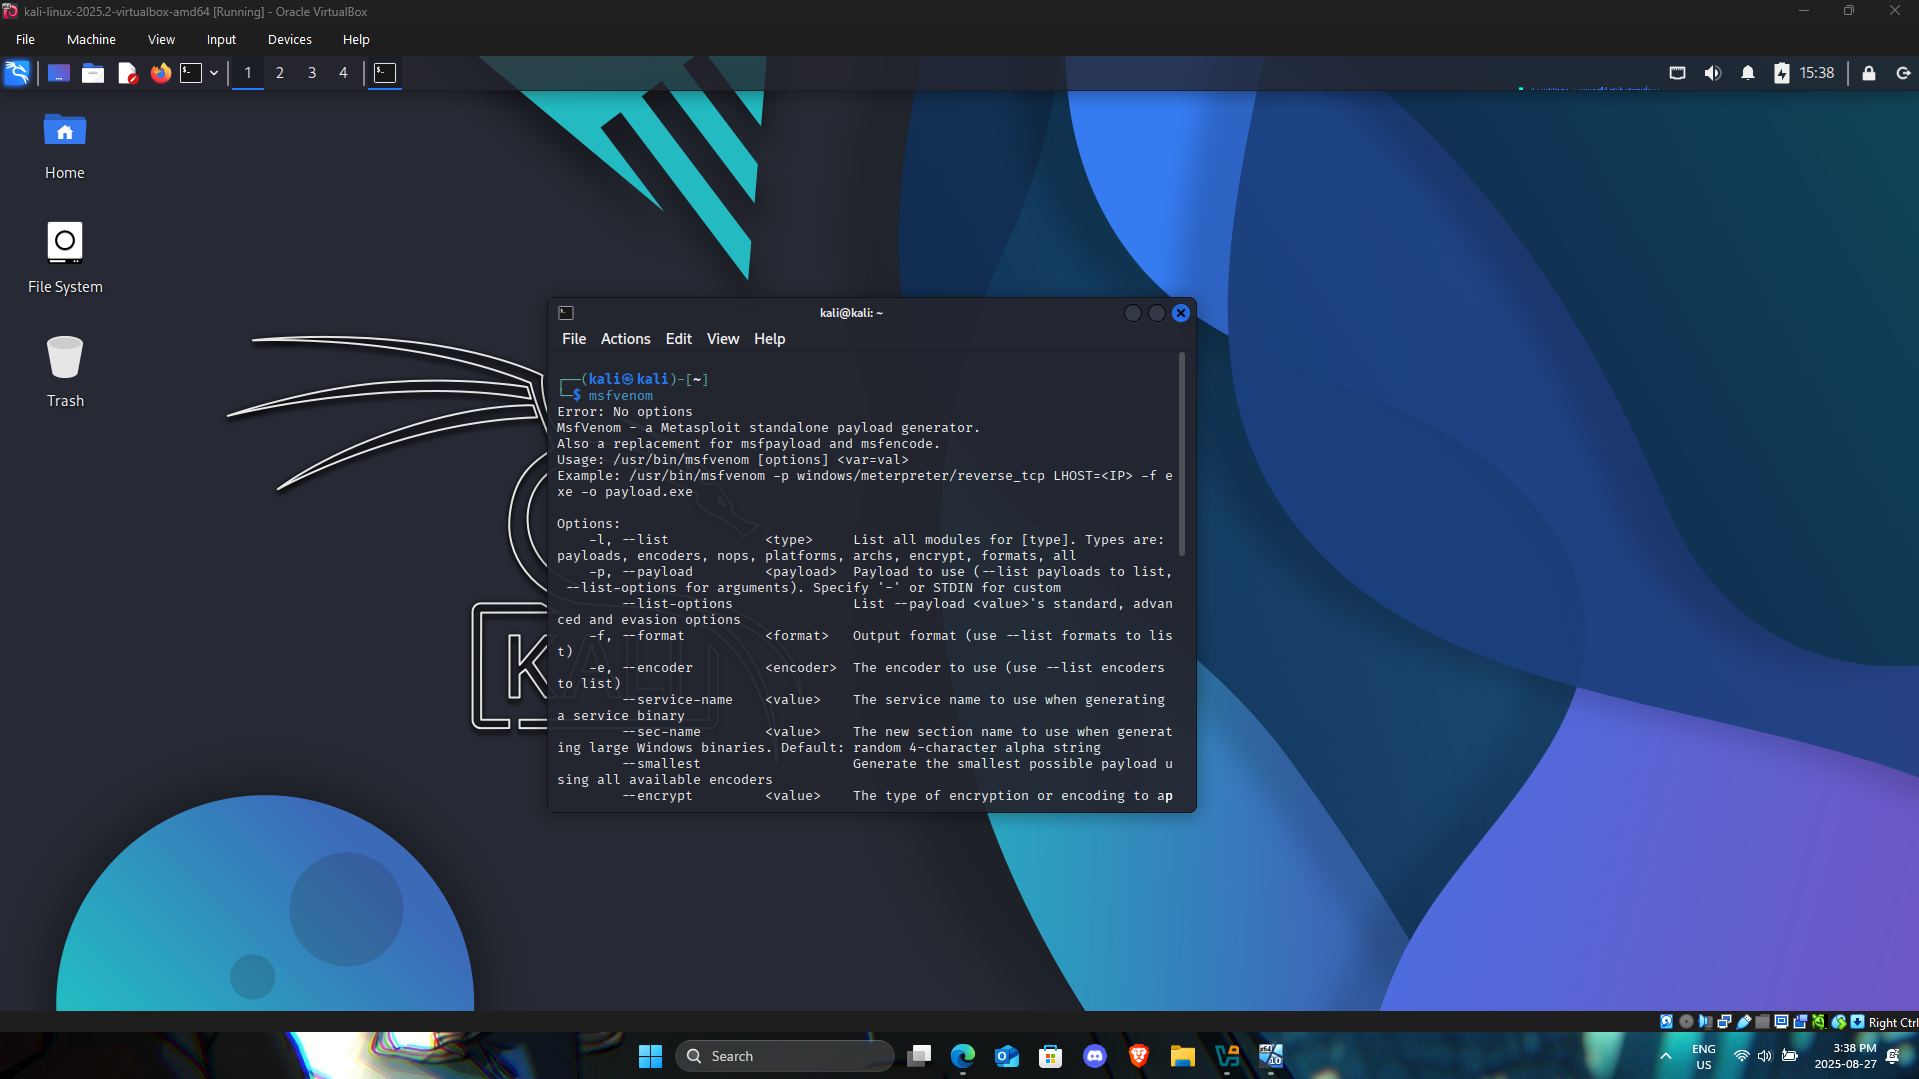 kali-linux-2025.2-virtualbox-amd64 [Running] - Oracle VirtualBox
File Machine View Input Devices Help
1 2 3 4 15:38
Home
File System
Trash
KALI
kali@kali: ~
File Actions Edit View Help
┌──(kali㉿kali)-[~]
└─$ msfvenom
Error: No options
MsfVenom - a Metasploit standalone payload generator.
Also a replacement for msfpayload and msfencode.
Usage: /usr/bin/msfvenom [options] <var=val>
Example: /usr/bin/msfvenom -p windows/meterpreter/reverse_tcp LHOST=<IP> -f e
xe -o payload.exe
Options:
-l, --list <type> List all modules for [type]. Types are:
payloads, encoders, nops, platforms, archs, encrypt, formats, all
-p, --payload <payload> Payload to use (--list payloads to list,
--list-options for arguments). Specify '-' or STDIN for custom
--list-options List --payload <value>'s standard, advan
ced and evasion options
-f, --format <format> Output format (use --list formats to lis
t)
-e, --encoder <encoder> The encoder to use (use --list encoders
to list)
--service-name <value> The service name to use when generating
a service binary
--sec-name <value> The new section name to use when generat
ing large Windows binaries. Default: random 4-character alpha string
--smallest Generate the smallest possible payload u
sing all available encoders
--encrypt <value> The type of encryption or encoding to ap
Right Ctrl
Search
ENG
US
3:38 PM
2025-08-27